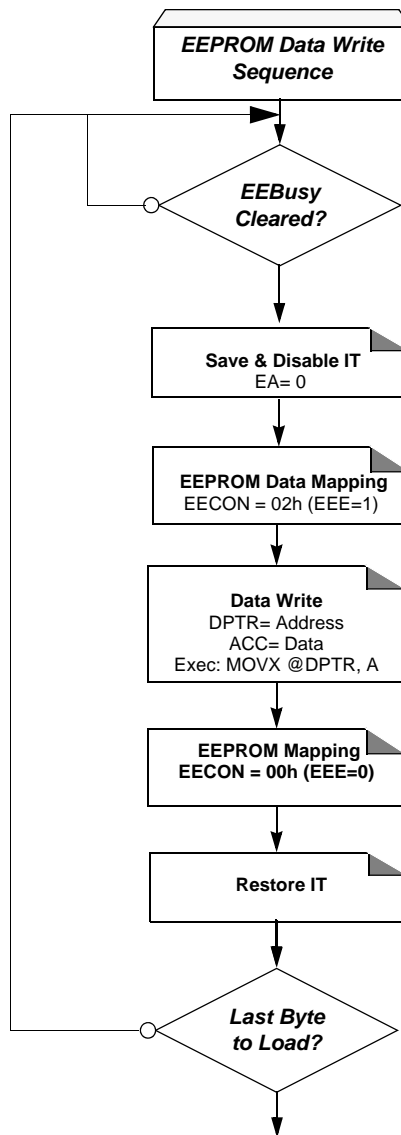 EEPROM Data Write
Sequence
EEBusy
Cleared?
Save & Disable IT
EA= 0
EEPROM Data Mapping
EECON = 02h (EEE=1)
Data Write
DPTR= Address
ACC= Data
Exec: MOVX @DPTR, A
EEPROM Mapping
EECON = 00h (EEE=0)
Restore IT
Last Byte
to Load?